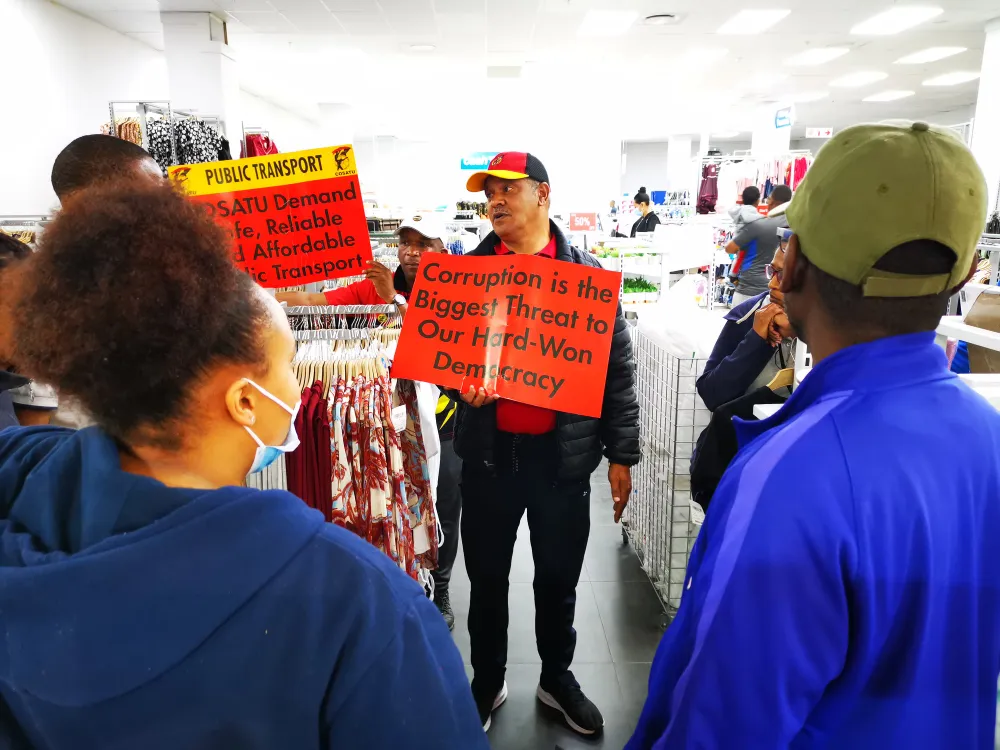 PUBLIC TRANSPORT
COSATU
OSATU Demand
fe, Reliable
d Affordable
lic Transport
Corruption is the
Biggest Threat to
Our Hard-Won
Democracy
50%